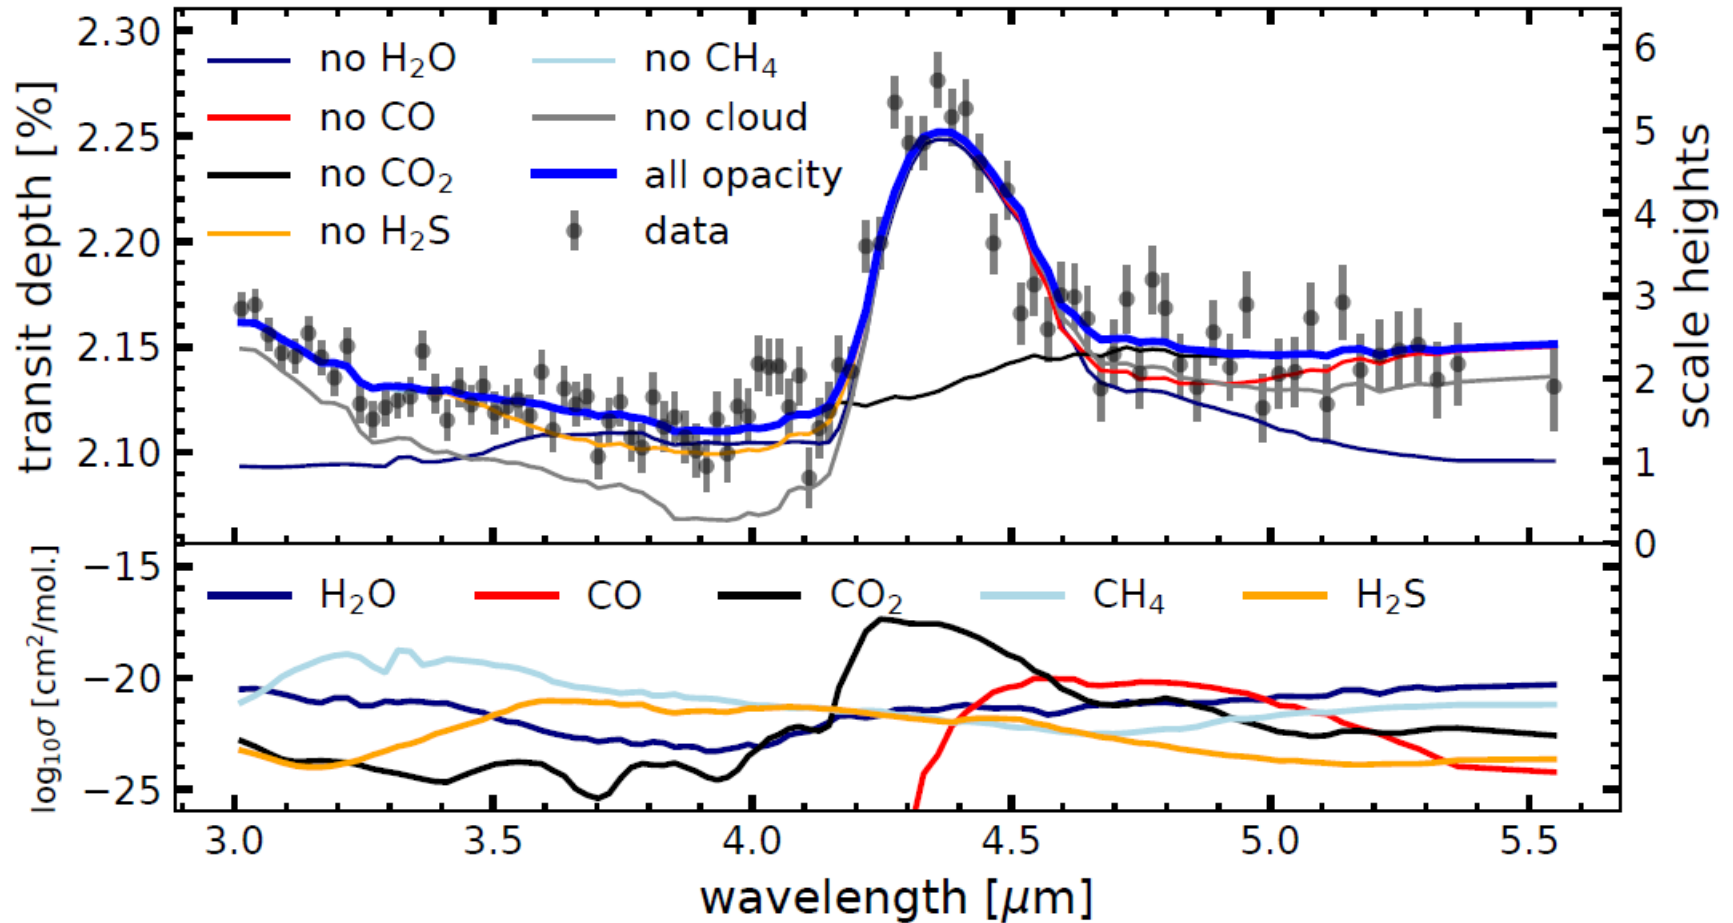 transit depth [%]
2.30
2.25
2.20
2.15
2.10
no H₂O
no CO
no CO₂
no H₂S
no CH₄
no cloud
all opacity
data
6
5
4
3
2
1
0
scale heights
log₁₀σ [cm²/mol.]
−15
−20
−25
H₂O CO CO₂ CH₄ H₂S
3.0 3.5 4.0 4.5 5.0 5.5
wavelength [μm]